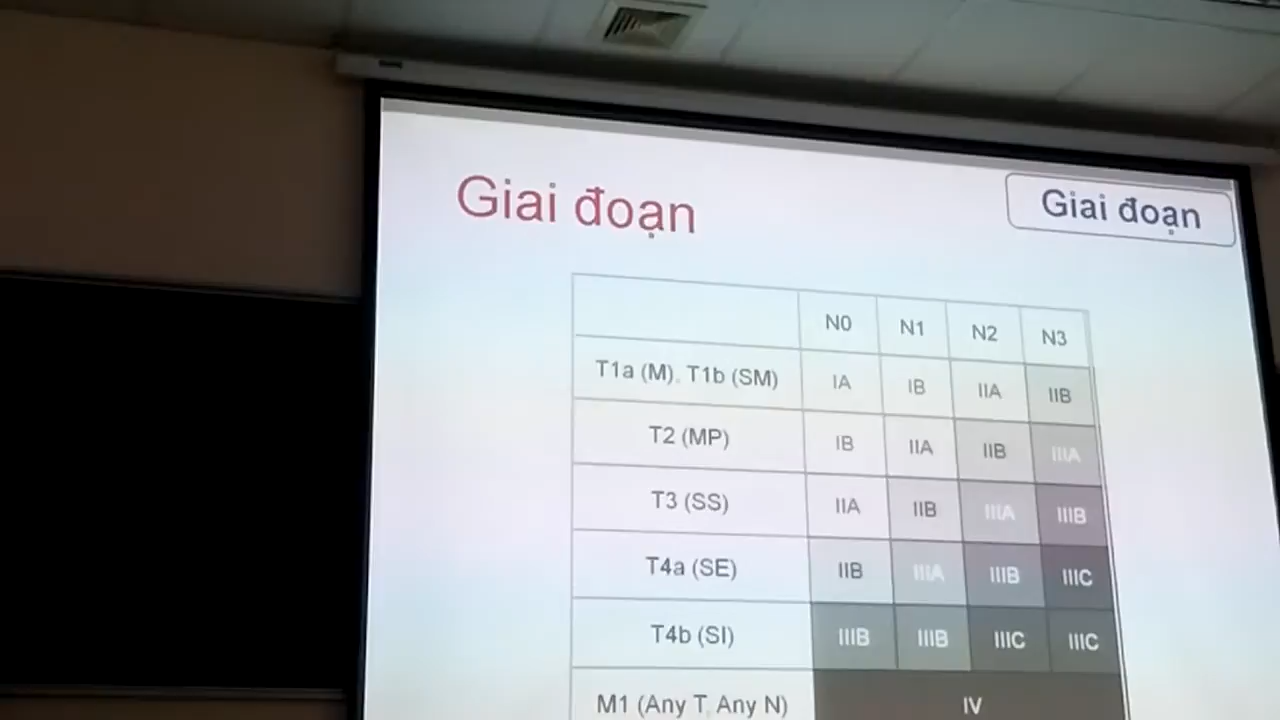 Giai đoạn
Giai đoạn
N0 N1 N2 N3
T1a (M), T1b (SM) IA IB IIA IIB
T2 (MP) IB IIA IIB IIIA
T3 (SS) IIA IIB IIIA IIIB
T4a (SE) IIB IIIA IIIB IIIC
T4b (SI) IIIB IIIB IIIC IIIC
M1 (Any T, Any N) IV